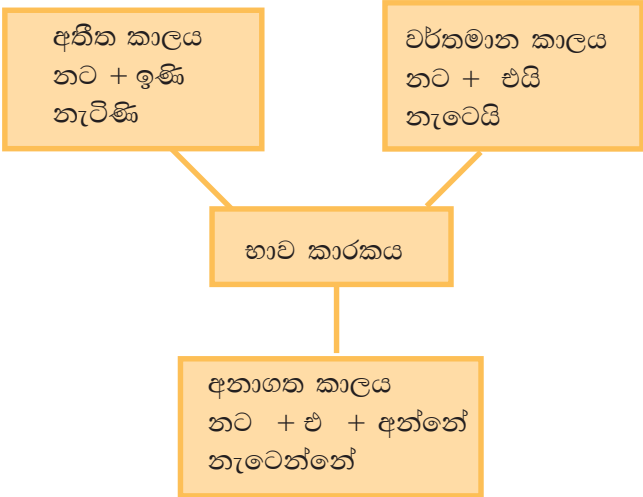 අතීත කාලය
නට + ඉණි
නැටිණි
වර්තමාන කාලය
නට + එයි
නැටෙයි
භාව කාරකය
අනාගත කාලය
නට + එ + අන්නේ
නැටෙන්නේ